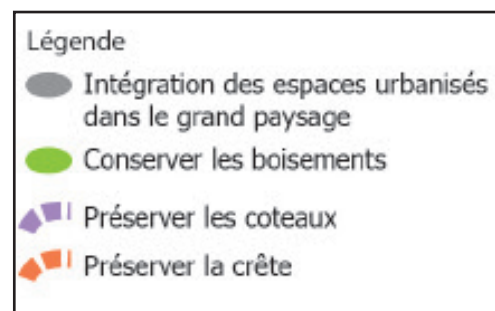 Légende
Intégration des espaces urbanisés
dans le grand paysage
Conserver les boisements
Préserver les coteaux
Préserver la crête